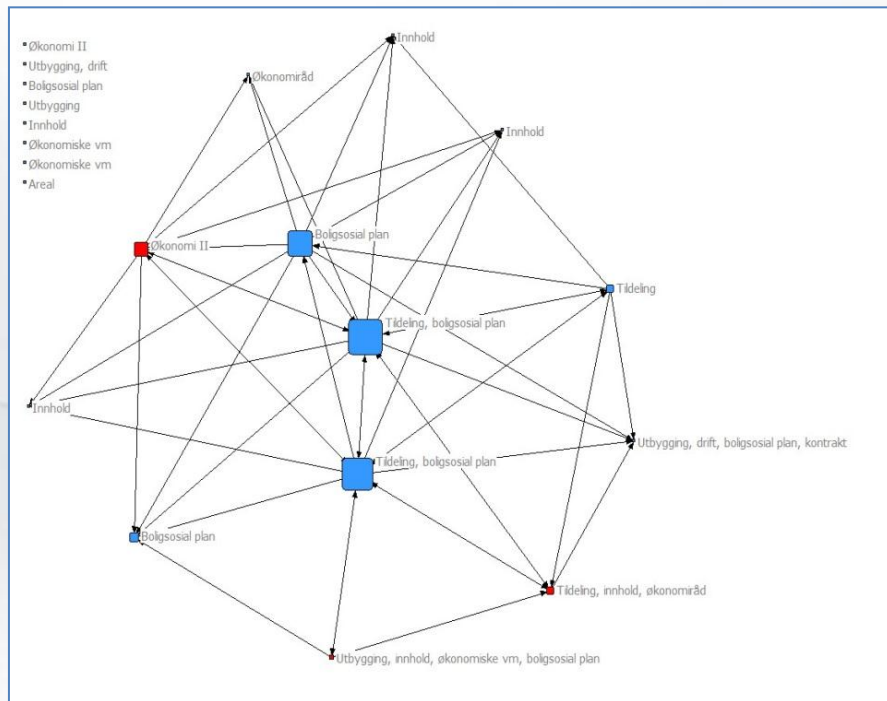 Økonomi II
Utbygging, drift
Boligsosial plan
Utbygging
Innhold
Økonomiske vm
Økonomiske vm
Areal
Innhold
Økonomiråd
Innhold
Boligsosial plan
Økonomi II
Tildeling
Tildeling, boligsosial plan
Innhold
Utbygging, drift, boligsosial plan, kontrakt
Tildeling, boligsosial plan
Boligsosial plan
Tildeling, innhold, økonomiråd
Utbygging, innhold, økonomiske vm, boligsosial plan